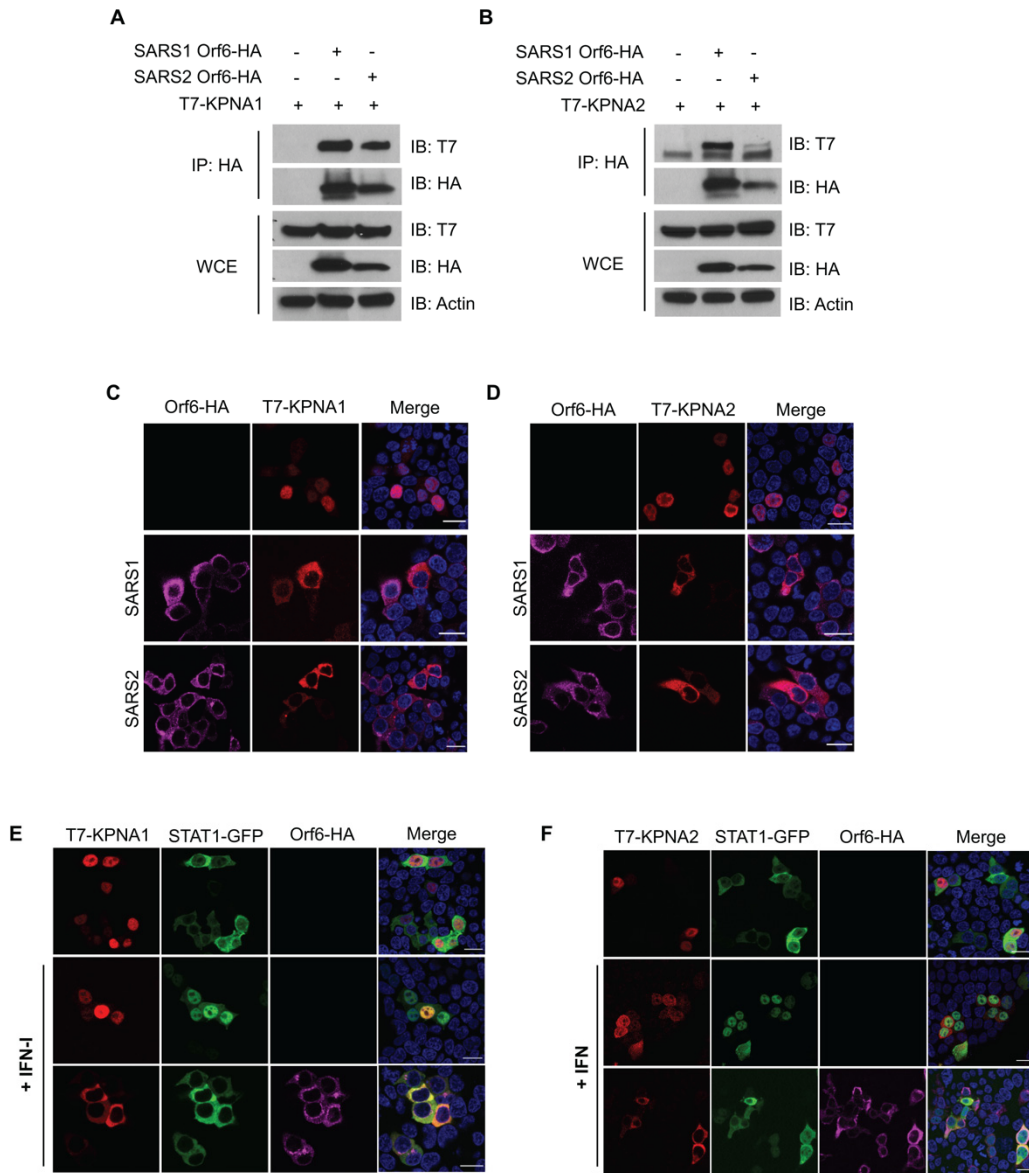 A
SARS1 Orf6-HA - + -
SARS2 Orf6-HA - - +
T7-KPNA1 + + +
IP: HA
IB: T7
IB: HA
WCE
IB: T7
IB: HA
IB: Actin
B
SARS1 Orf6-HA - + -
SARS2 Orf6-HA - - +
T7-KPNA2 + + +
IP: HA
IB: T7
IB: HA
WCE
IB: T7
IB: HA
IB: Actin
C
Orf6-HA T7-KPNA1 Merge
SARS1
SARS2
D
Orf6-HA T7-KPNA2 Merge
SARS1
SARS2
E
T7-KPNA1 STAT1-GFP Orf6-HA Merge
+ IFN-I
F
T7-KPNA2 STAT1-GFP Orf6-HA Merge
+ IFN